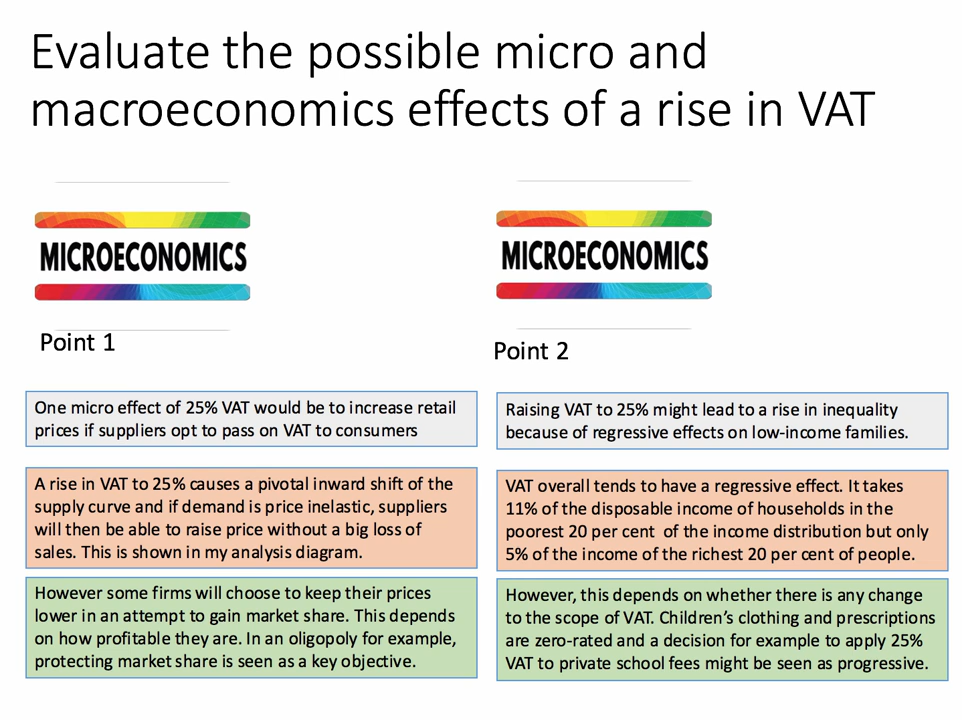 Evaluate the possible micro and
macroeconomics effects of a rise in VAT
MICROECONOMICS
Point 1
One micro effect of 25% VAT would be to increase retail
prices if suppliers opt to pass on VAT to consumers
A rise in VAT to 25% causes a pivotal inward shift of the
supply curve and if demand is price inelastic, suppliers
will then be able to raise price without a big loss of
sales. This is shown in my analysis diagram.
However some firms will choose to keep their prices
lower in an attempt to gain market share. This depends
on how profitable they are. In an oligopoly for example,
protecting market share is seen as a key objective.
MICROECONOMICS
Point 2
Raising VAT to 25% might lead to a rise in inequality
because of regressive effects on low-income families.
VAT overall tends to have a regressive effect. It takes
11% of the disposable income of households in the
poorest 20 per cent of the income distribution but only
5% of the income of the richest 20 per cent of people.
However, this depends on whether there is any change
to the scope of VAT. Children's clothing and prescriptions
are zero-rated and a decision for example to apply 25%
VAT to private school fees might be seen as progressive.